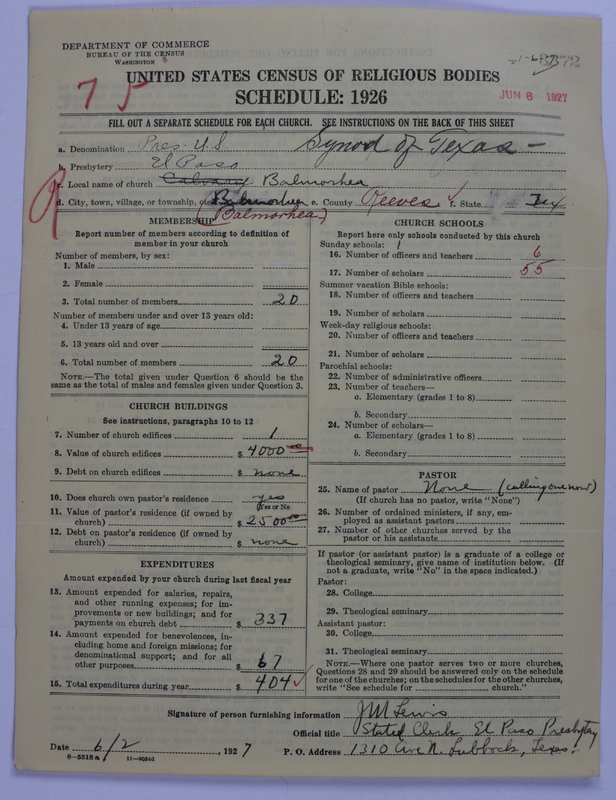 DEPARTMENT OF COMMERCE
BUREAU OF THE CENSUS
WASHINGTON
75
UNITED STATES CENSUS OF RELIGIOUS BODIES
SCHEDULE: 1926
JUN 8 1927
FILL OUT A SEPARATE SCHEDULE FOR EACH CHURCH. SEE INSTRUCTIONS ON THE BACK OF THIS SHEET
a. Denomination Pres. U.S. Synod of Texas
b. Presbytery El Paso
c. Local name of church Calvary Balmorhea
d. City, town, village, or township, etc. Balmorhea e. County Reeves f. State Tex
(Balmorhea)
MEMBERSHIP
Report number of members according to definition of member in your church
Number of members, by sex:
1. Male
2. Female
3. Total number of members 20
Number of members under and over 13 years old:
4. Under 13 years of age
5. 13 years old and over
6. Total number of members 20
NOTE.—The total given under Question 6 should be the
same as the total of males and females given under Question 3.
CHURCH BUILDINGS
See instructions, paragraphs 10 to 12
7. Number of church edifices 1
8. Value of church edifices $ 4000 00
9. Debt on church edifices $ none
10. Does church own pastor's residence yes
(Yes or No
11. Value of pastor's residence (if owned by
church) $ 2500 00
12. Debt on pastor's residence (if owned by
church) $ none
EXPENDITURES
Amount expended by your church during last fiscal year
13. Amount expended for salaries, repairs,
and other running expenses; for im-
provements or new buildings; and for
payments on church debt $ 337
14. Amount expended for benevolences, in-
cluding home and foreign missions; for
denominational support; and for all
other purposes $ 67
15. Total expenditures during year $ 404
CHURCH SCHOOLS
Report here only schools conducted by this church
Sunday schools: 1
16. Number of officers and teachers 6
17. Number of scholars 55
Summer vacation Bible schools:
18. Number of officers and teachers
19. Number of scholars
Week-day religious schools:
20. Number of officers and teachers
21. Number of scholars
Parochial schools:
22. Number of administrative officers
23. Number of teachers—
a. Elementary (grades 1 to 8)
b. Secondary
24. Number of scholars—
a. Elementary (grades 1 to 8)
b. Secondary
PASTOR
25. Name of pastor None (calling one now)
(If church has no pastor, write "None")
26. Number of ordained ministers, if any, em-
ployed as assistant pastors
27. Number of other churches served by the
pastor or his assistants
If pastor (or assistant pastor) is a graduate of a college or
theological seminary, give name of institution below. (If
not a graduate, write "No" in the space indicated.)
Pastor:
28. College
29. Theological seminary
Assistant pastor:
30. College
31. Theological seminary
NOTE.—Where one pastor serves two or more churches,
Questions 28 and 29 should be answered only on the schedule
for one of the churches; on the schedules for the other churches,
write "See schedule for church."
Signature of person furnishing information J M Lewis
Official title Stated Clerk El Paso Presbytery
Date 6/2, 1927 P. O. Address 1310 Ave N. Lubbock, Texas.
8—5518 a